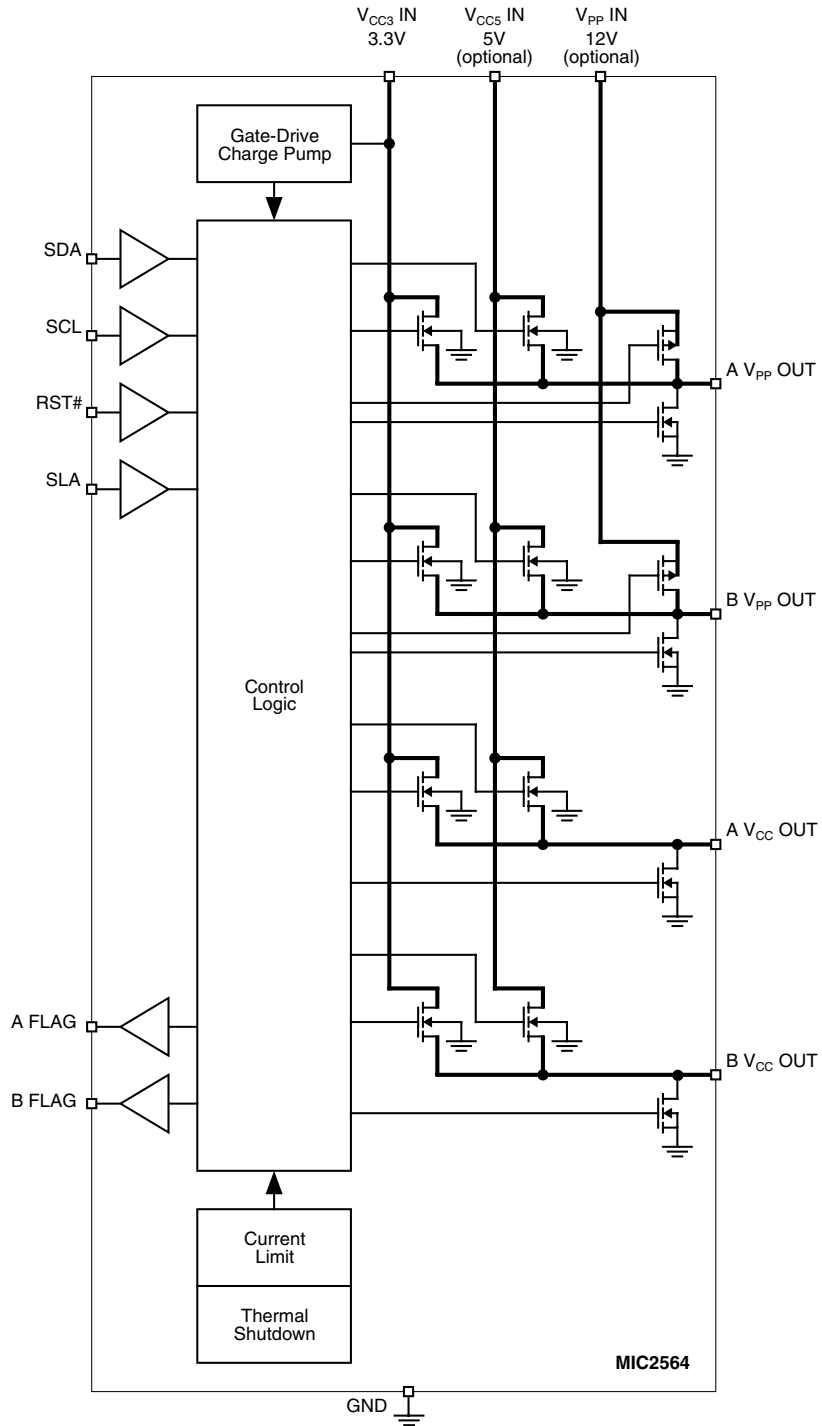 VCC3 IN
3.3V
VCC5 IN
5V
(optional)
VPP IN
12V
(optional)
Gate-Drive
Charge Pump
SDA
SCL
RST#
SLA
A VPP OUT
B VPP OUT
Control
Logic
A VCC OUT
A FLAG
B FLAG
B VCC OUT
Current
Limit
Thermal
Shutdown
MIC2564
GND